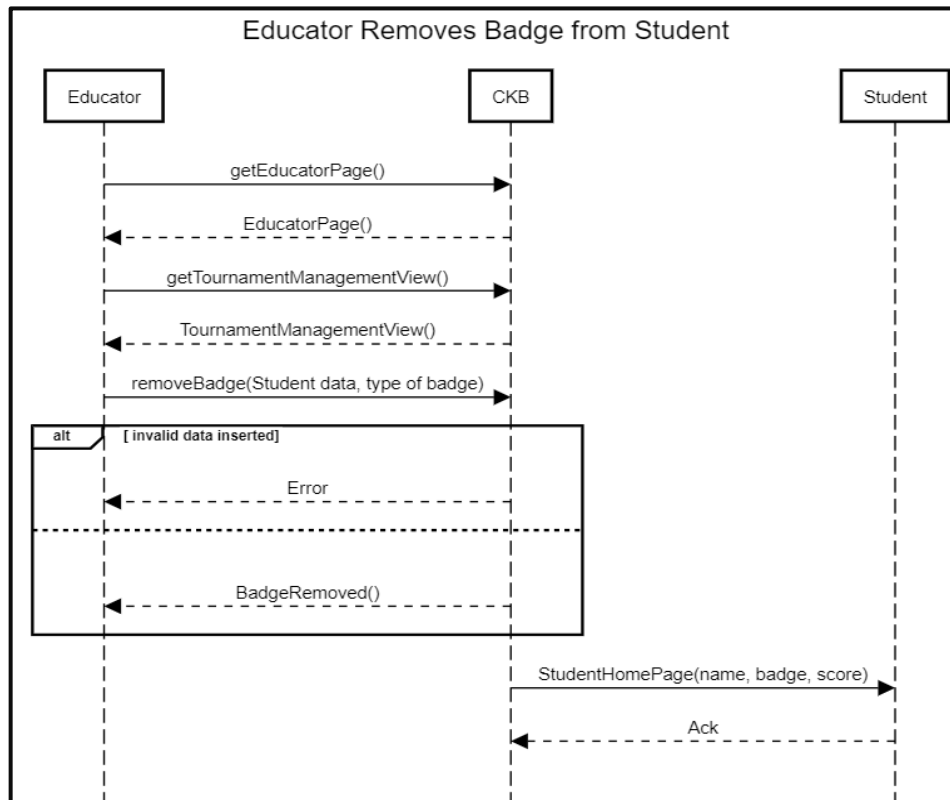 Educator Removes Badge from Student
Educator
CKB
Student
getEducatorPage()
EducatorPage()
getTournamentManagementView()
TournamentManagementView()
removeBadge(Student data, type of badge)
alt
[ invalid data inserted]
Error
BadgeRemoved()
StudentHomePage(name, badge, score)
Ack